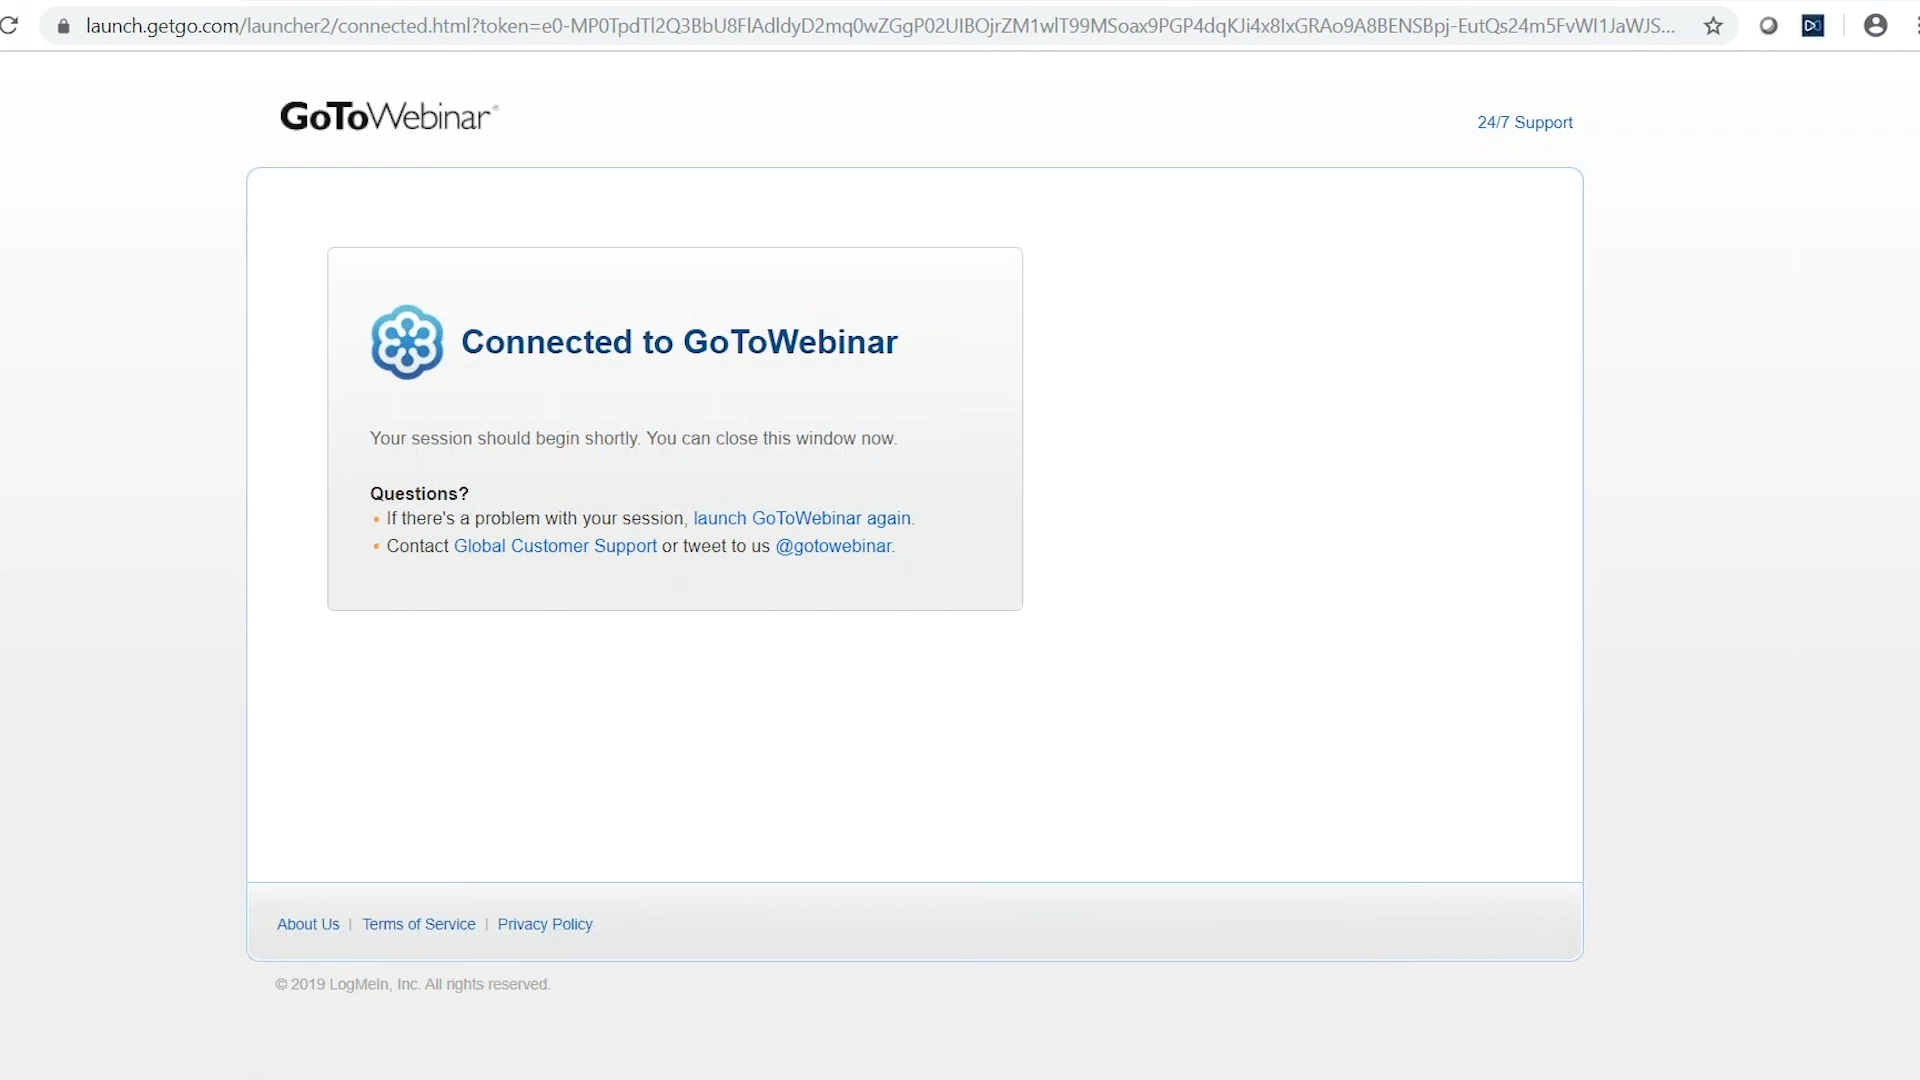 launch.getgo.com/launcher2/connected.html?token=e0-MP0TpdTl2Q3BbU8FlAdldyD2mq0wZGgP02UIBOjrZM1wlT99MSoax9PGP4dqKJi4x8lxGRAo9A8BENSBpj-EutQs24m5FvWl1JaWJS...
GoToWebinar®
24/7 Support
Connected to GoToWebinar
Your session should begin shortly. You can close this window now.
Questions?
• If there's a problem with your session, launch GoToWebinar again.
• Contact Global Customer Support or tweet to us @gotowebinar.
About Us | Terms of Service | Privacy Policy
© 2019 LogMeIn, Inc. All rights reserved.